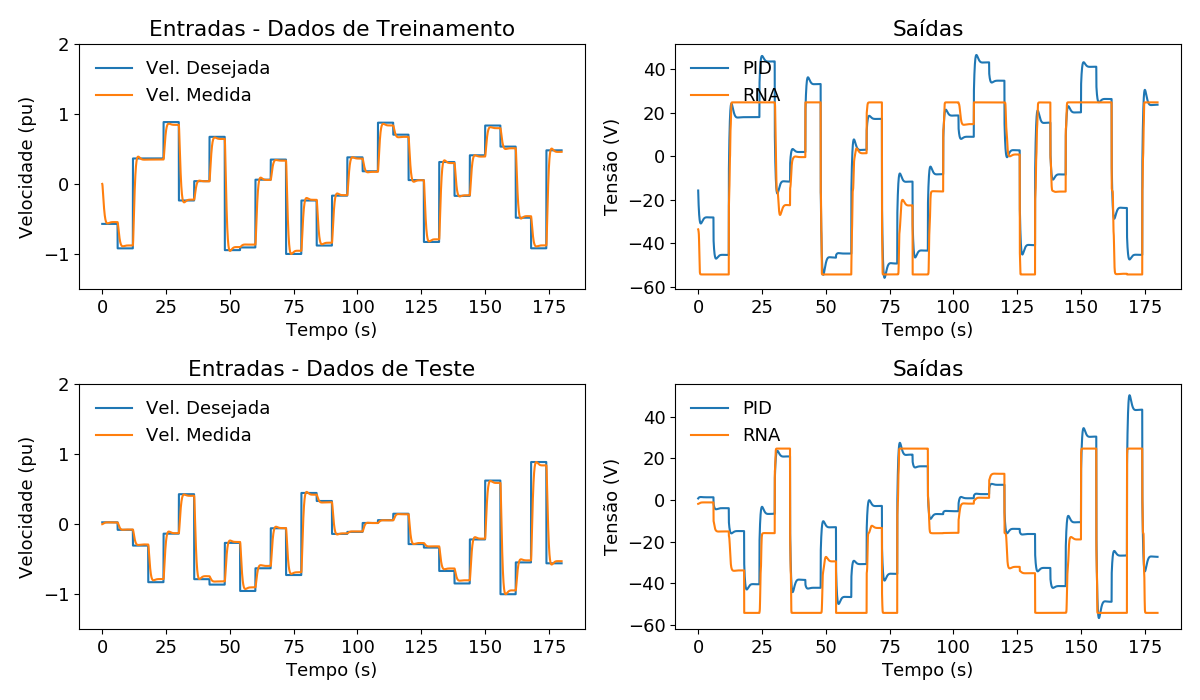 Entradas - Dados de Treinamento
2
1
0
−1
Velocidade (pu)
Vel. Desejada
Vel. Medida
0 25 50 75 100 125 150 175
Tempo (s)
Saídas
40
20
0
−20
−40
−60
Tensão (V)
PID
RNA
0 25 50 75 100 125 150 175
Tempo (s)
Entradas - Dados de Teste
2
1
0
−1
Velocidade (pu)
Vel. Desejada
Vel. Medida
0 25 50 75 100 125 150 175
Tempo (s)
Saídas
40
20
0
−20
−40
−60
Tensão (V)
PID
RNA
0 25 50 75 100 125 150 175
Tempo (s)